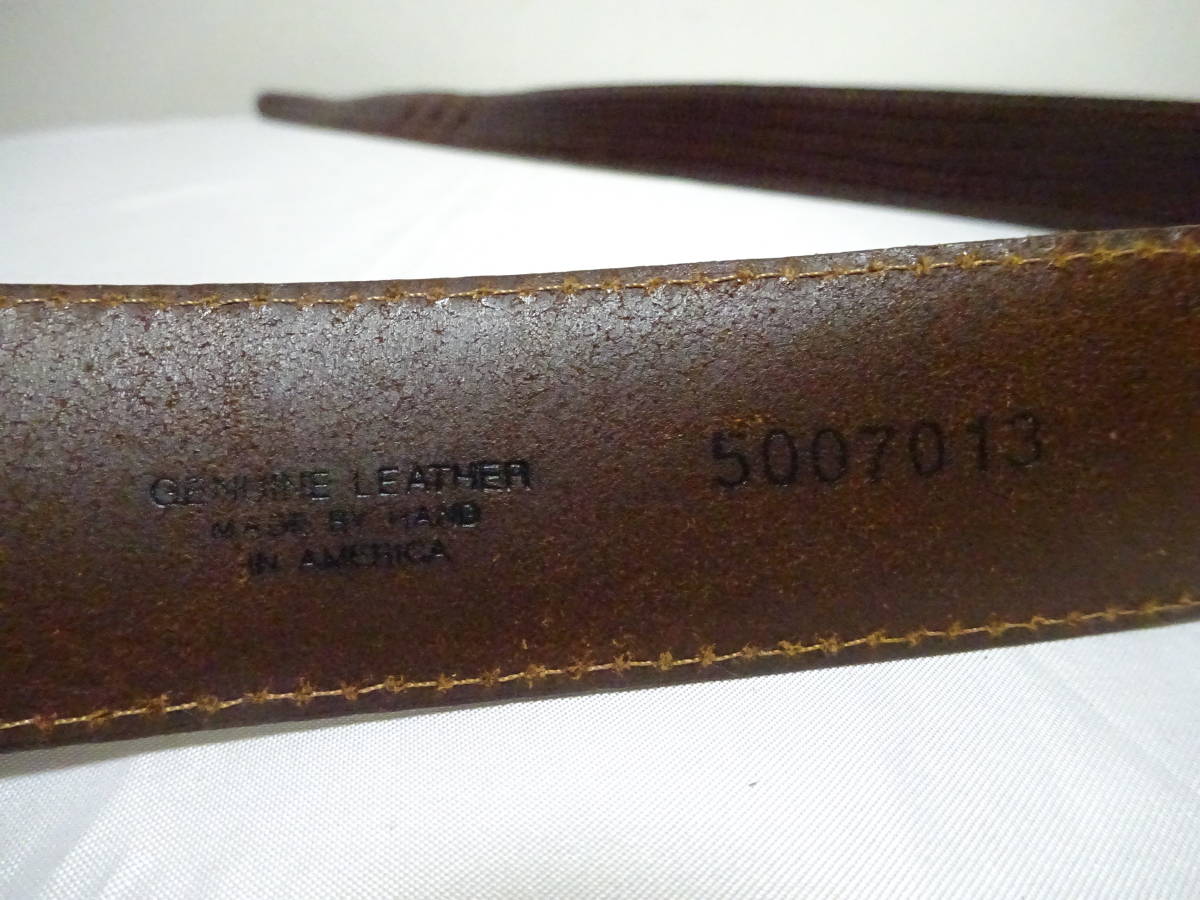 GENUINE LEATHER
MADE BY HAND
IN AMERICA
5007013